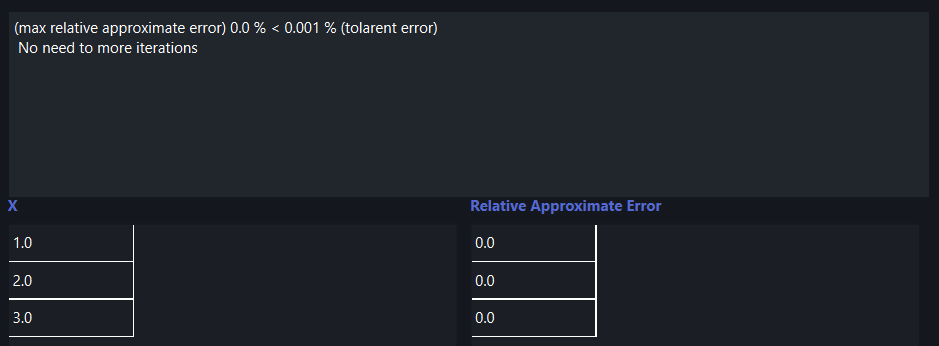 (max relative approximate error) 0.0 % < 0.001 % (tolarent error)
No need to more iterations
X
Relative Approximate Error
1.0
0.0
2.0
0.0
3.0
0.0